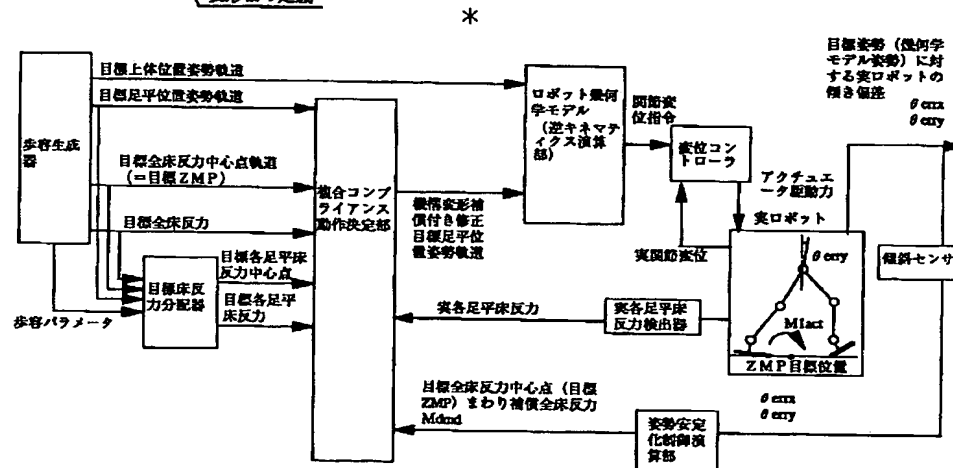 *
目標上体位置姿勢軌道
目標足平位置姿勢軌道
歩容生成
器
目標全床反力中心点軌道
(=目標ZMP)
目標全床反力
目標各足平床
反力中心点
目標床反
力分配器
目標各足平
床反力
歩容パラメータ
複合コンプ
ライアンス
動作決定部
機構変形補
償付き修正
目標足平位
置姿勢軌道
ロボット幾何
学モデル
(逆キネマテ
ィクス演算
部)
関節変
位指令
変位コント
ローラ
アクチュエ
ータ駆動力
実ロボット
実関節変位
目標姿勢(幾何学
モデル姿勢)に対
する実ロボットの
傾き偏差
θerrx
θerry
傾斜センサ
θerry
M1act
ZMP目標位置
実各足平床反力
実各足平床
反力検出器
目標全床反力中心点(目標
ZMP)まわり補償全床反力
Mdmd
θerrx
θerry
姿勢安定
化制御演
算部